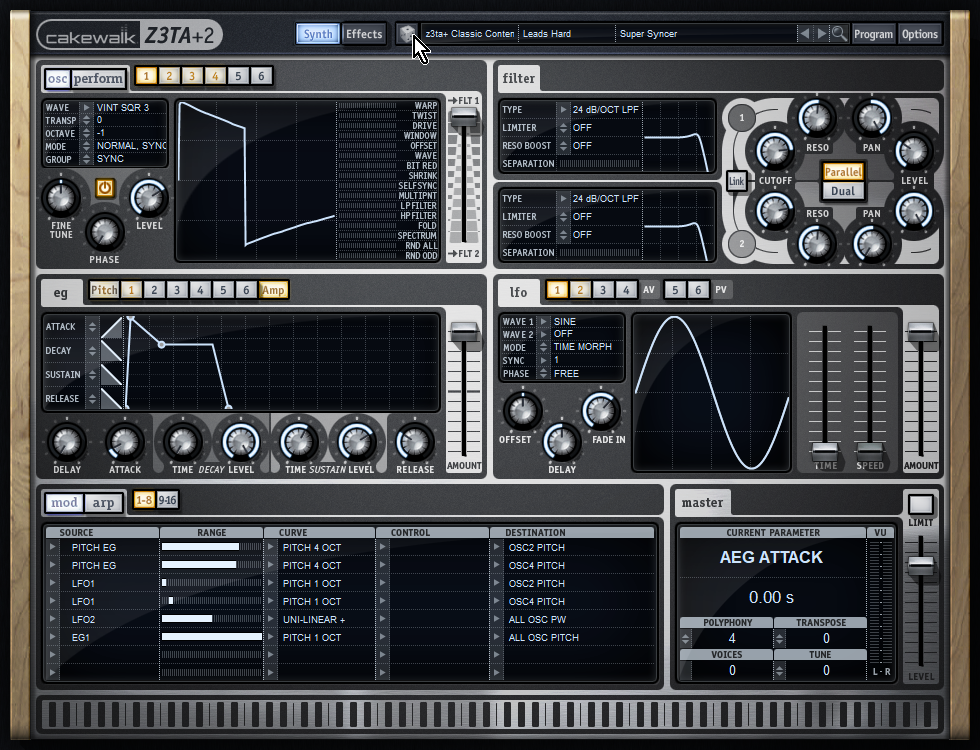 cakewalk Z3TA+2 Synth Effects z3ta+ Classic Conten Leads Hard Super Syncer Program Options
osc perform 1 2 3 4 5 6
WAVE VINT SQR 3
TRANSP 0
OCTAVE -1
MODE NORMAL, SYNC
GROUP SYNC
FINE TUNE
LEVEL
PHASE
WARP
TWIST
DRIVE
WINDOW
OFFSET
WAVE
BIT RED
SHRINK
SELFSYNC
MULTIPNT
LP FILTER
HP FILTER
FOLD
SPECTRUM
RND ALL
RND ODD
FLT 1
FLT 2
filter
TYPE 24 dB/OCT LPF
LIMITER OFF
RESO BOOST OFF
SEPARATION
TYPE 24 dB/OCT LPF
LIMITER OFF
RESO BOOST OFF
SEPARATION
1
RESO PAN
Link CUTOFF Parallel Dual LEVEL
RESO PAN
2
eg Pitch 1 2 3 4 5 6 Amp
ATTACK
DECAY
SUSTAIN
RELEASE
DELAY ATTACK TIME DECAY LEVEL TIME SUSTAIN LEVEL RELEASE AMOUNT
lfo 1 2 3 4 AV 5 6 PV
WAVE 1 SINE
WAVE 2 OFF
MODE TIME MORPH
SYNC 1
PHASE FREE
OFFSET FADE IN
DELAY
TIME SPEED AMOUNT
mod arp 1-8 9-16
SOURCE RANGE CURVE CONTROL DESTINATION
PITCH EG PITCH 4 OCT OSC2 PITCH
PITCH EG PITCH 4 OCT OSC4 PITCH
LFO1 PITCH 1 OCT OSC2 PITCH
LFO1 PITCH 1 OCT OSC4 PITCH
LFO2 UNI-LINEAR + ALL OSC PW
EG1 PITCH 1 OCT ALL OSC PITCH
master
LIMIT
CURRENT PARAMETER VU
AEG ATTACK
0.00 s
POLYPHONY TRANSPOSE
4 0
VOICES TUNE
0 0
L - R
LEVEL